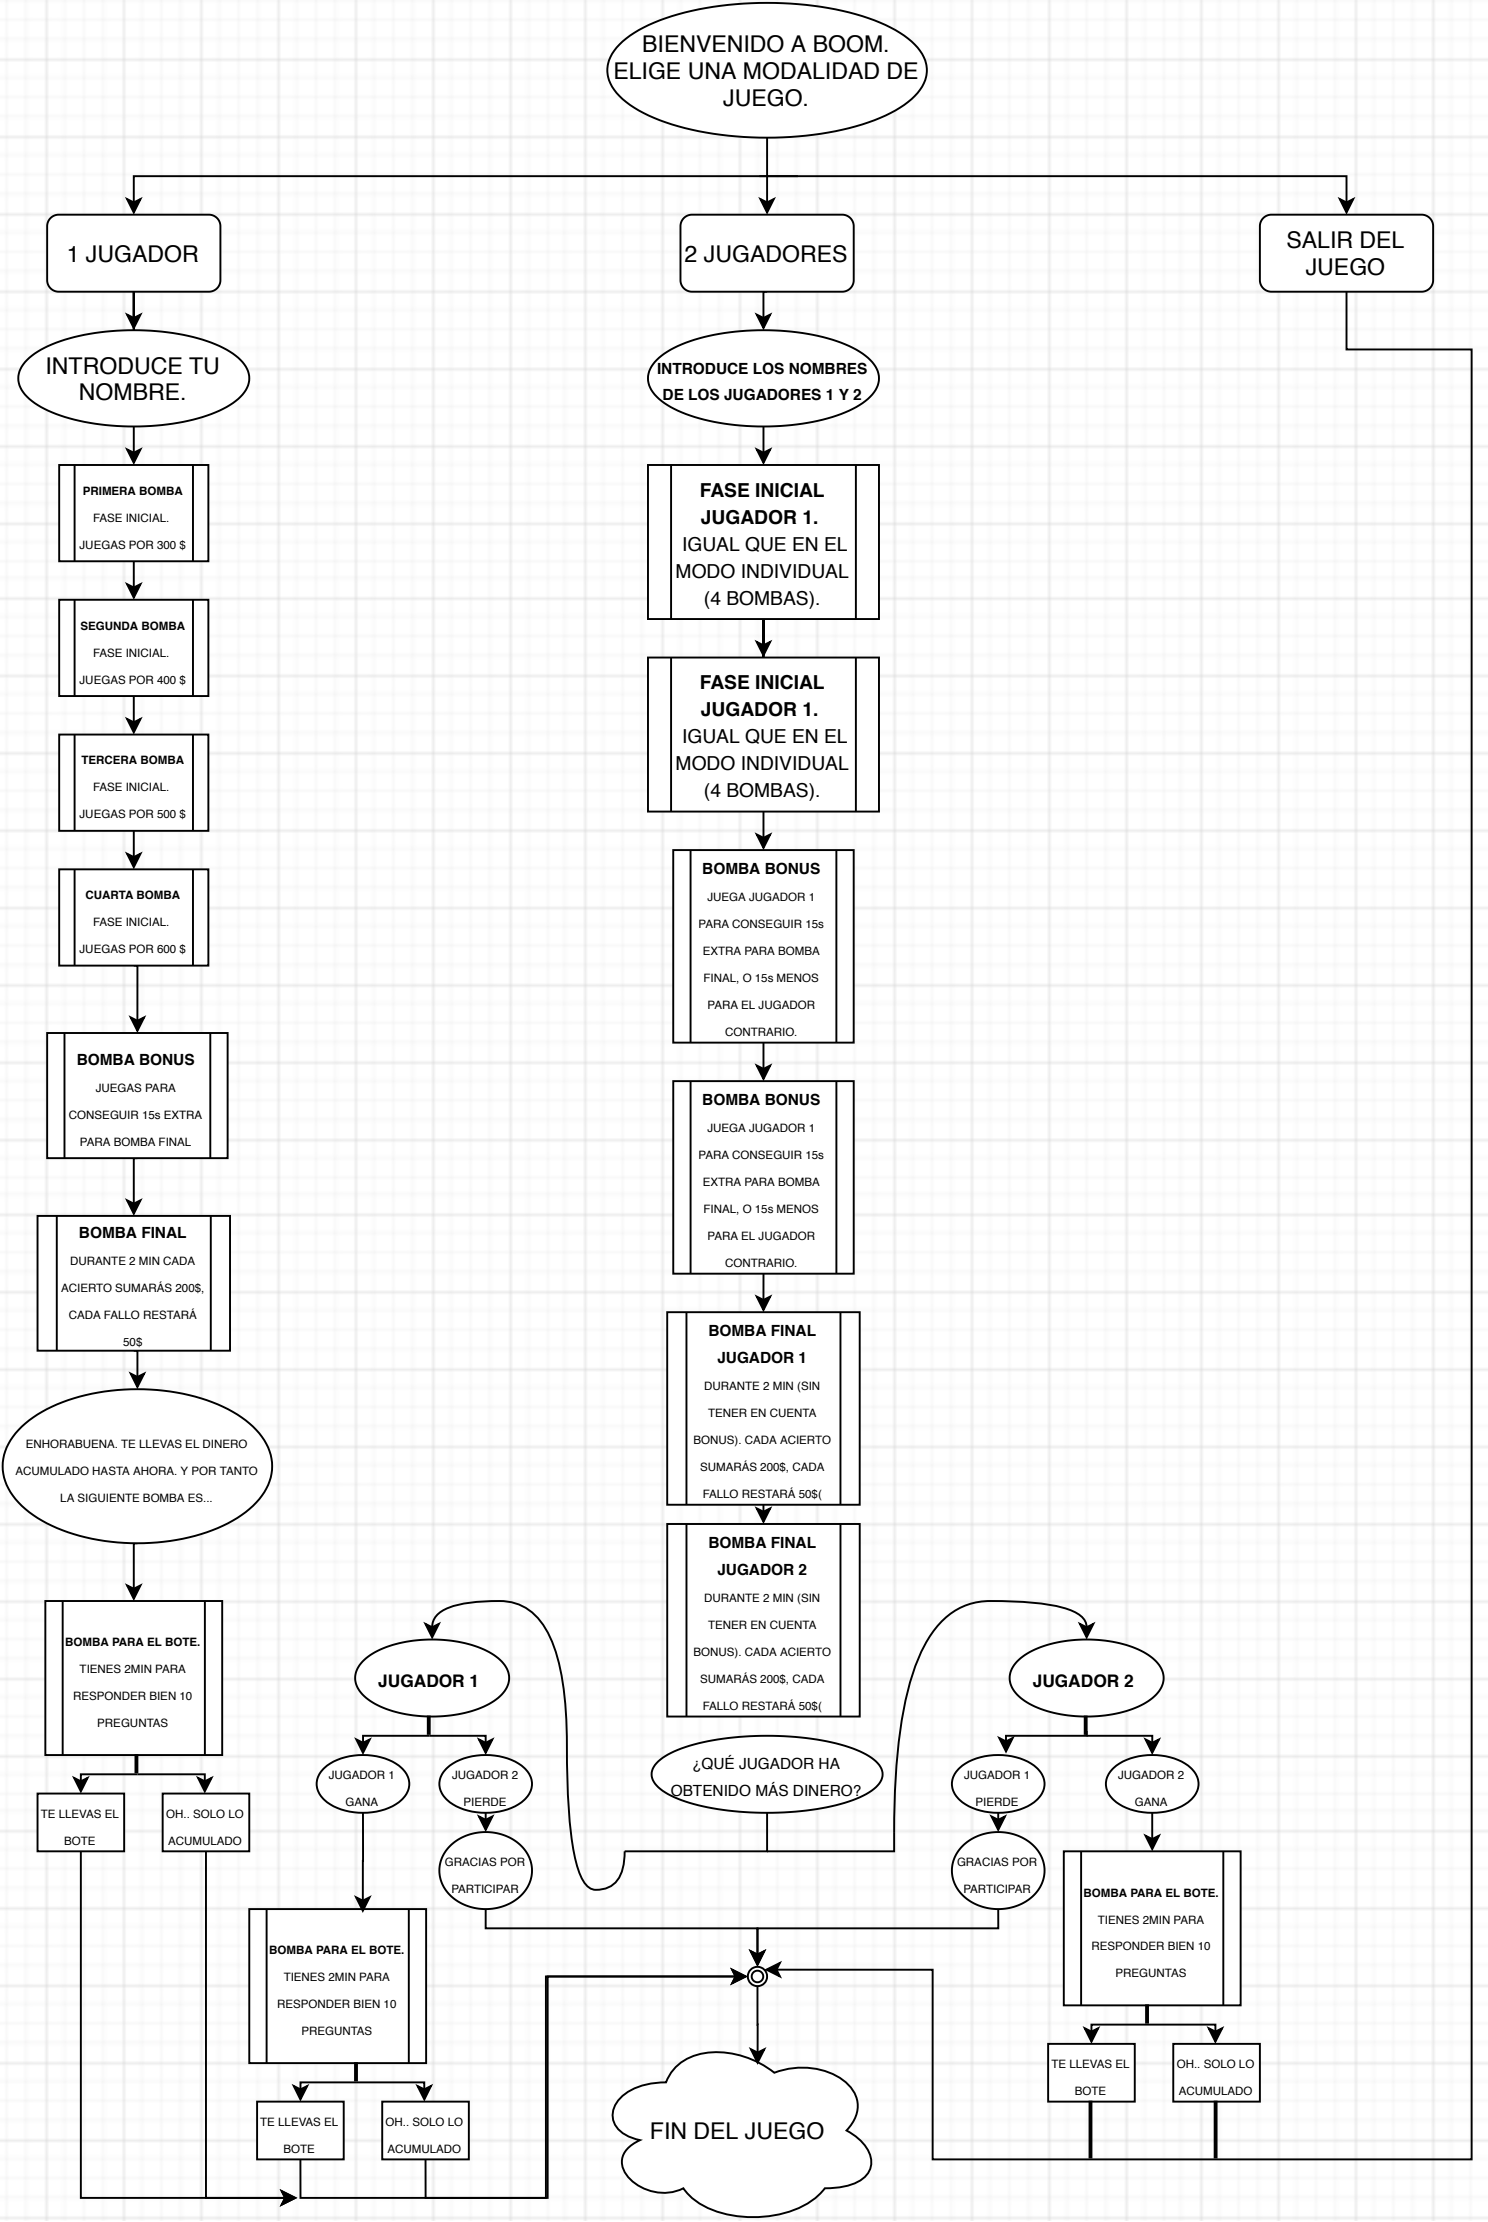 BIENVENIDO A BOOM.
ELIGE UNA MODALIDAD DE
JUEGO.
1 JUGADOR
2 JUGADORES
SALIR DEL
JUEGO
INTRODUCE TU
NOMBRE.
PRIMERA BOMBA
FASE INICIAL.
JUEGAS POR 300 $
SEGUNDA BOMBA
FASE INICIAL.
JUEGAS POR 400 $
TERCERA BOMBA
FASE INICIAL.
JUEGAS POR 500 $
CUARTA BOMBA
FASE INICIAL.
JUEGAS POR 600 $
BOMBA BONUS
JUEGAS PARA
CONSEGUIR 15s EXTRA
PARA BOMBA FINAL
BOMBA FINAL
DURANTE 2 MIN CADA
ACIERTO SUMARÁS 200$,
CADA FALLO RESTARÁ
50$
ENHORABUENA. TE LLEVAS EL DINERO
ACUMULADO HASTA AHORA. Y POR TANTO
LA SIGUIENTE BOMBA ES...
BOMBA PARA EL BOTE.
TIENES 2MIN PARA
RESPONDER BIEN 10
PREGUNTAS
TE LLEVAS EL
BOTE
OH.. SOLO LO
ACUMULADO
INTRODUCE LOS NOMBRES
DE LOS JUGADORES 1 Y 2
FASE INICIAL
JUGADOR 1.
IGUAL QUE EN EL
MODO INDIVIDUAL
(4 BOMBAS).
FASE INICIAL
JUGADOR 1.
IGUAL QUE EN EL
MODO INDIVIDUAL
(4 BOMBAS).
BOMBA BONUS
JUEGA JUGADOR 1
PARA CONSEGUIR 15s
EXTRA PARA BOMBA
FINAL, O 15s MENOS
PARA EL JUGADOR
CONTRARIO.
BOMBA BONUS
JUEGA JUGADOR 1
PARA CONSEGUIR 15s
EXTRA PARA BOMBA
FINAL, O 15s MENOS
PARA EL JUGADOR
CONTRARIO.
BOMBA FINAL
JUGADOR 1
DURANTE 2 MIN (SIN
TENER EN CUENTA
BONUS). CADA ACIERTO
SUMARÁS 200$, CADA
FALLO RESTARÁ 50$(
BOMBA FINAL
JUGADOR 2
DURANTE 2 MIN (SIN
TENER EN CUENTA
BONUS). CADA ACIERTO
SUMARÁS 200$, CADA
FALLO RESTARÁ 50$(
¿QUÉ JUGADOR HA
OBTENIDO MÁS DINERO?
JUGADOR 1
JUGADOR 1
GANA
JUGADOR 2
PIERDE
GRACIAS POR
PARTICIPAR
BOMBA PARA EL BOTE.
TIENES 2MIN PARA
RESPONDER BIEN 10
PREGUNTAS
TE LLEVAS EL
BOTE
OH.. SOLO LO
ACUMULADO
JUGADOR 2
JUGADOR 1
PIERDE
JUGADOR 2
GANA
GRACIAS POR
PARTICIPAR
BOMBA PARA EL BOTE.
TIENES 2MIN PARA
RESPONDER BIEN 10
PREGUNTAS
TE LLEVAS EL
BOTE
OH.. SOLO LO
ACUMULADO
FIN DEL JUEGO